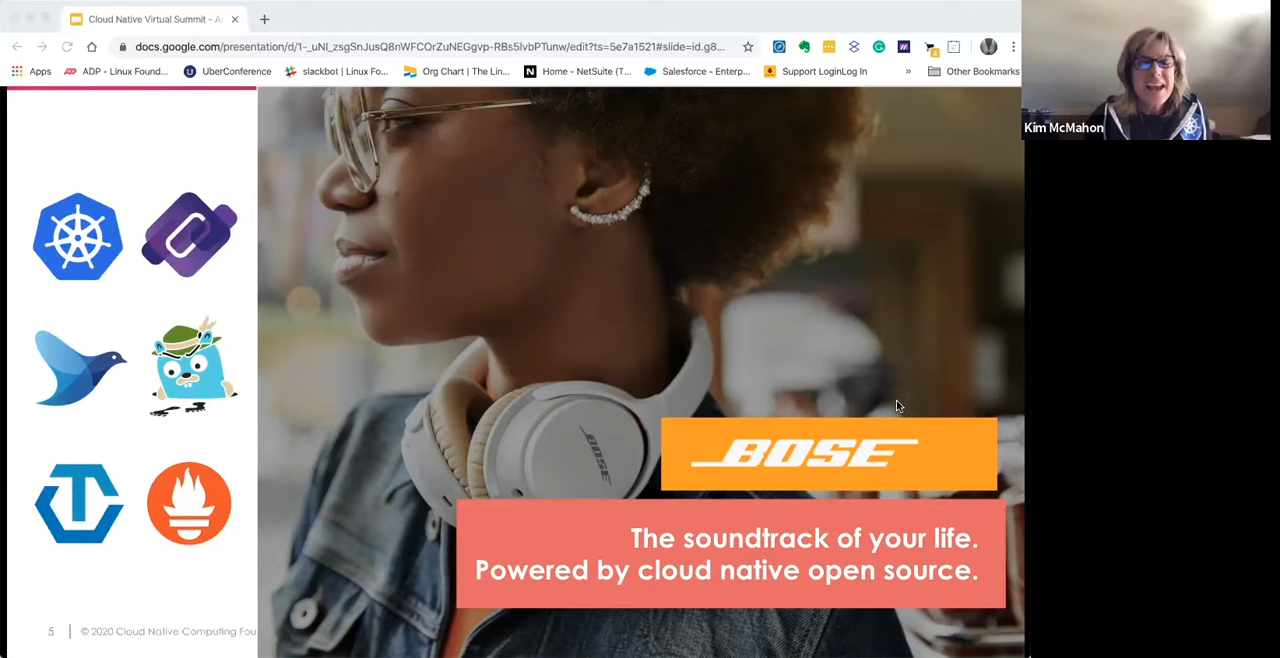 Cloud Native Virtual Summit - A
docs.google.com/presentation/d/1-_uNl_zsgSnJusQ8nWFCOrZuNEGgvp-RBs5lvbPTunw/edit?ts=5e7a1521#slide=id.g8...
Apps
ADP - Linux Found...
UberConference
slackbot | Linux Fo...
Org Chart | The Lin...
N
Home - NetSuite (T...
Salesforce - Enterp...
Support LoginLog In
»
Other Bookmarks
Kim McMahon
BOSE
BOSE
The soundtrack of your life.
Powered by cloud native open source.
5 | © 2020 Cloud Native Computing Fou